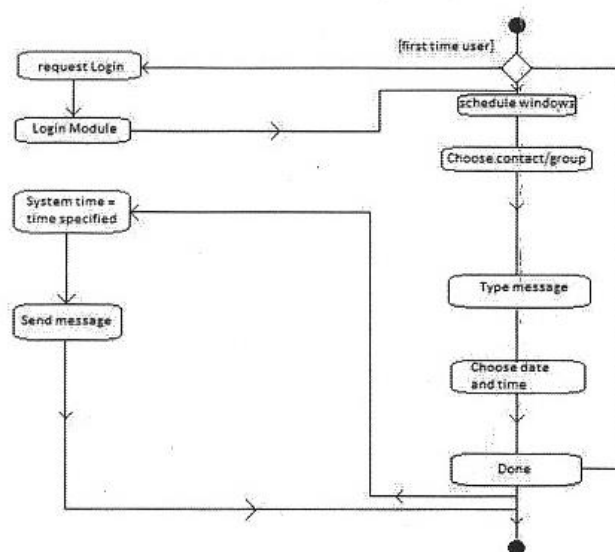 [first time user]
request Login
schedule windows
Login Module
Choose contact/group
System time =
time specified
Type message
Send message
Choose date
and time
Done